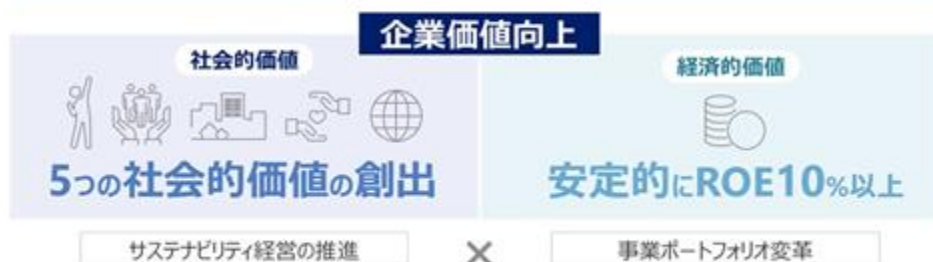 企業価値向上
社会的価値
経済的価値
5つの社会的価値の創出
安定的にROE10%以上
サステナビリティ経営の推進
×
事業ポートフォリオ変革